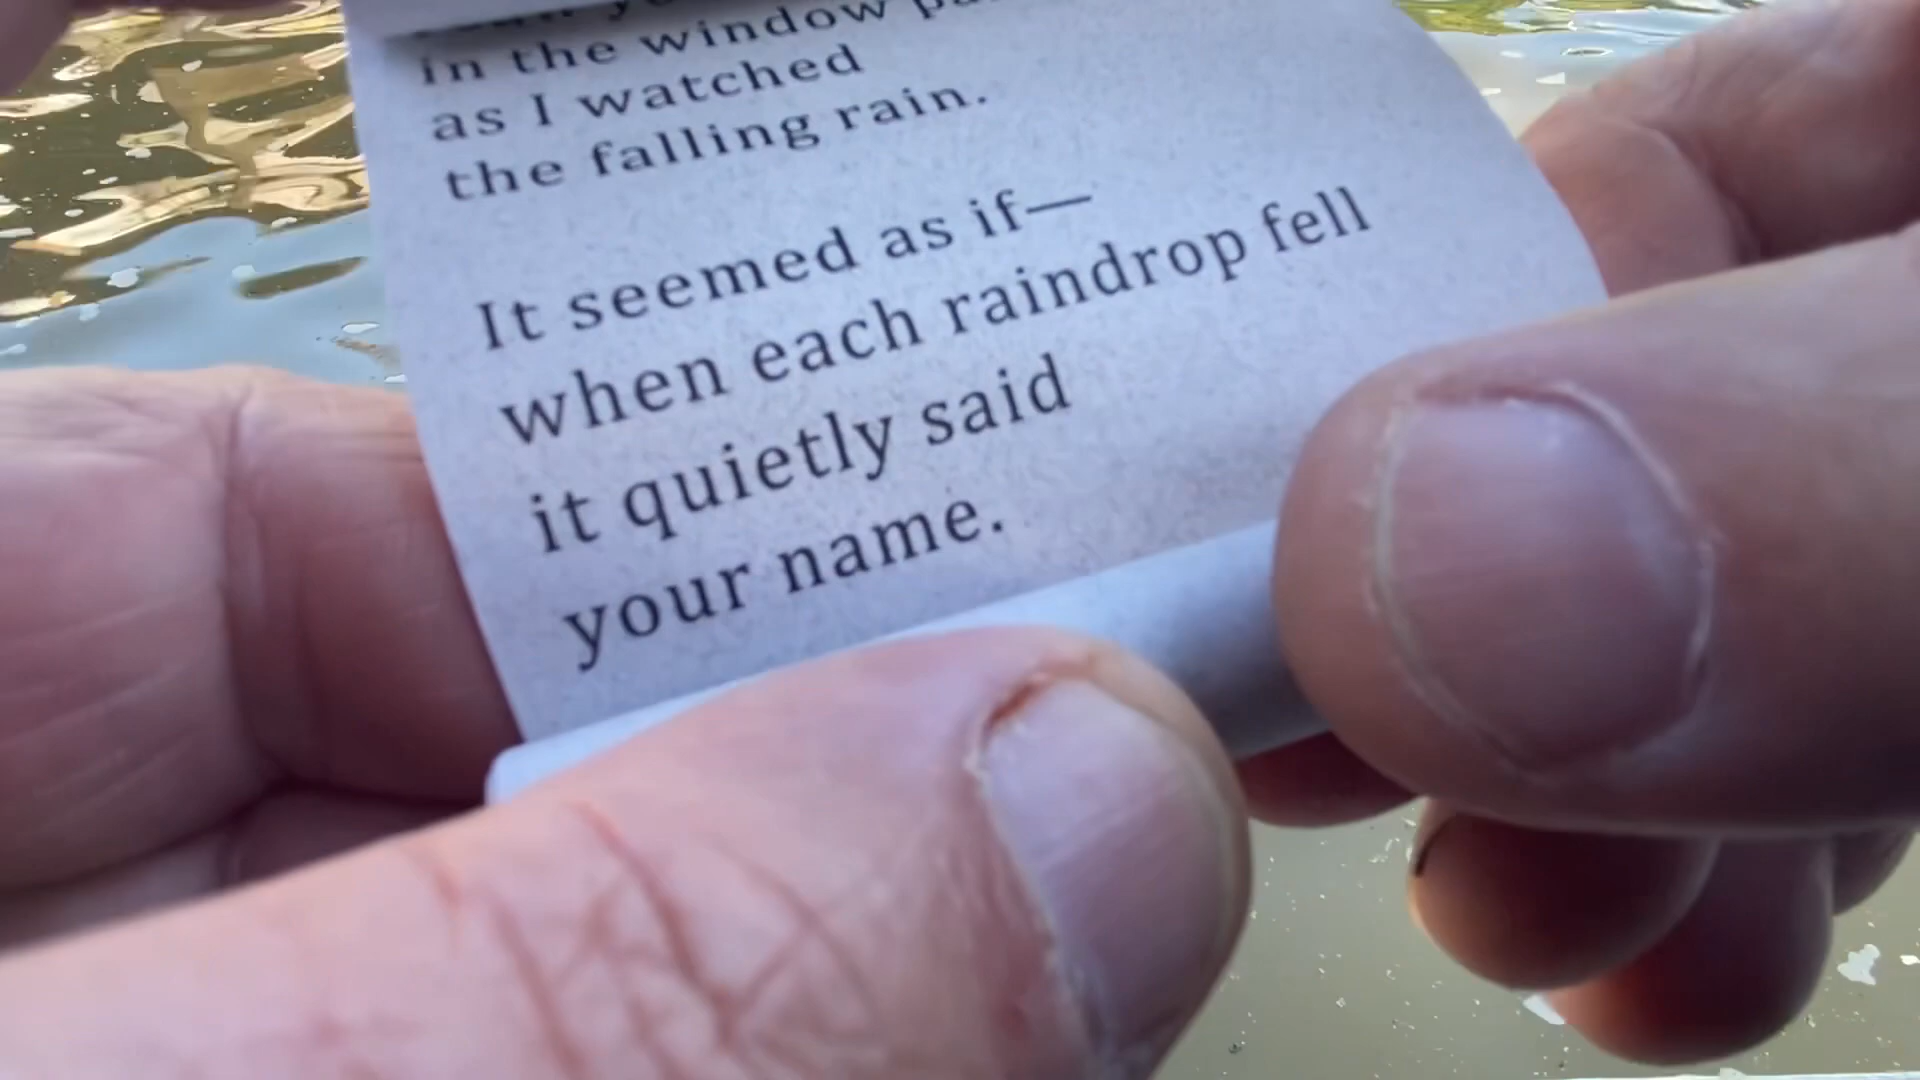 in the window
as I watched
the falling rain.
It seemed as if—
when each raindrop fell
it quietly said
your name.